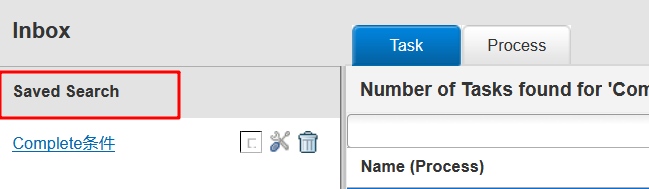 Inbox
Task
Process
Saved Search
Number of Tasks found for 'Com
Complete条件
Name (Process)